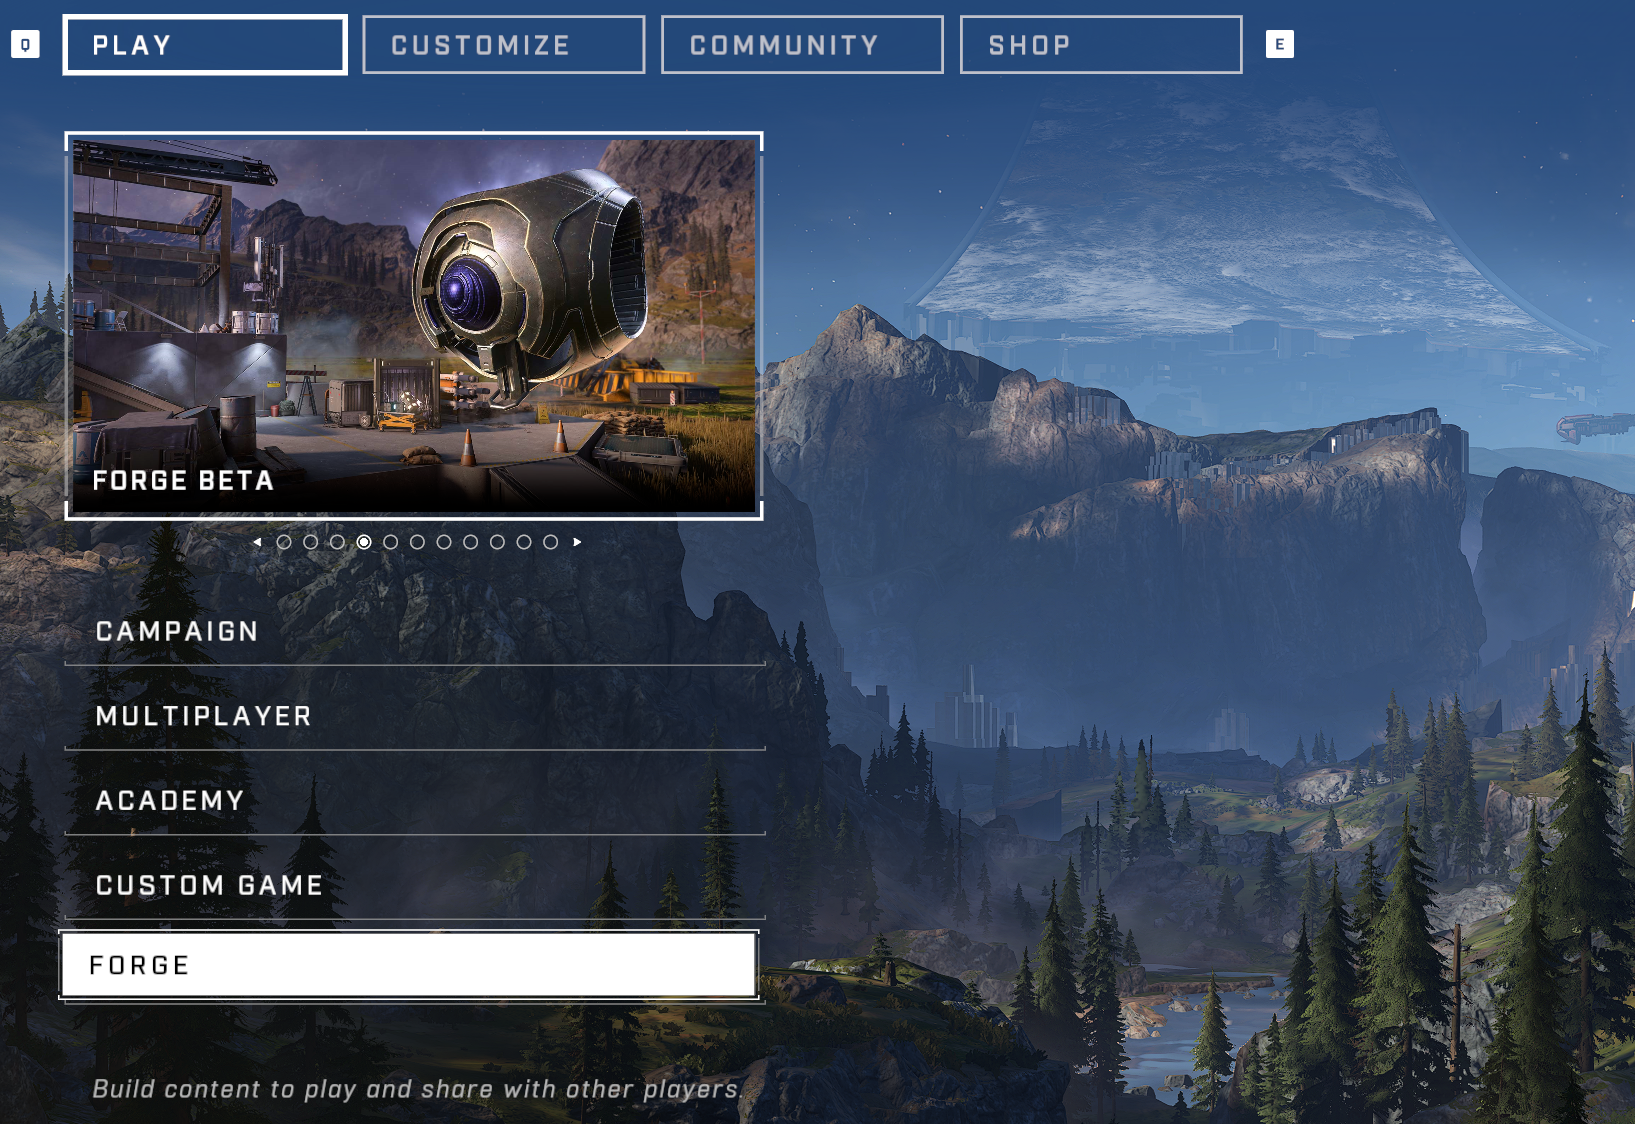 Q
PLAY
CUSTOMIZE
COMMUNITY
SHOP
E
FORGE BETA
CAMPAIGN
MULTIPLAYER
ACADEMY
CUSTOM GAME
FORGE
Build content to play and share with other players.